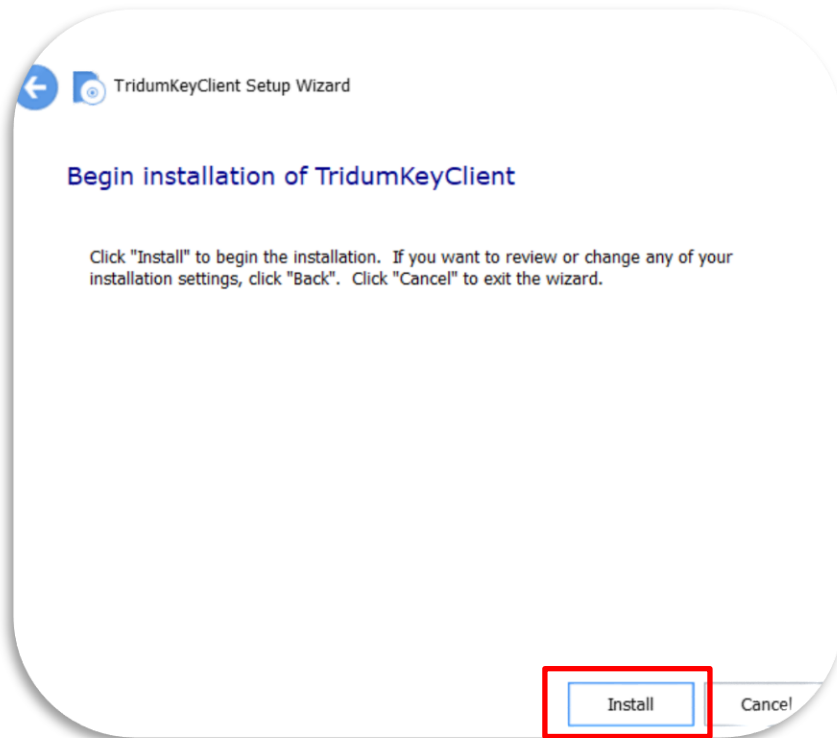 TridumKeyClient Setup Wizard
Begin installation of TridumKeyClient
Click "Install" to begin the installation.  If you want to review or change any of your
installation settings, click "Back".  Click "Cancel" to exit the wizard.
Install
Cancel